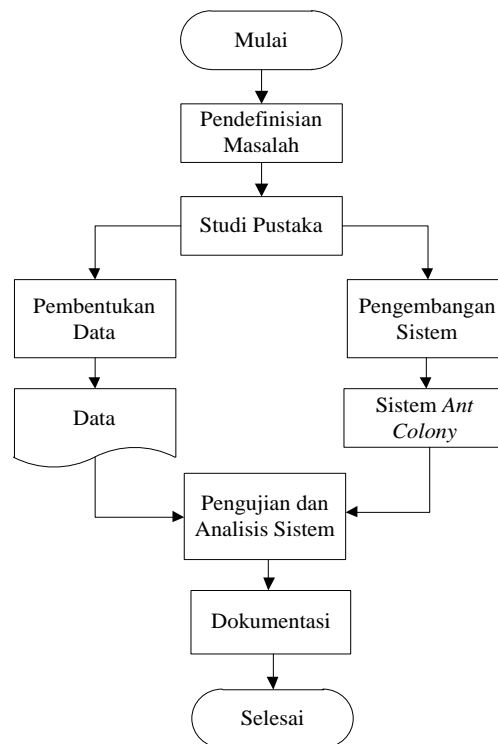 Mulai
Pendefinisian
Masalah
Studi Pustaka
Pembentukan
Data
Pengembangan
Sistem
Data
Sistem Ant
Colony
Pengujian dan
Analisis Sistem
Dokumentasi
Selesai